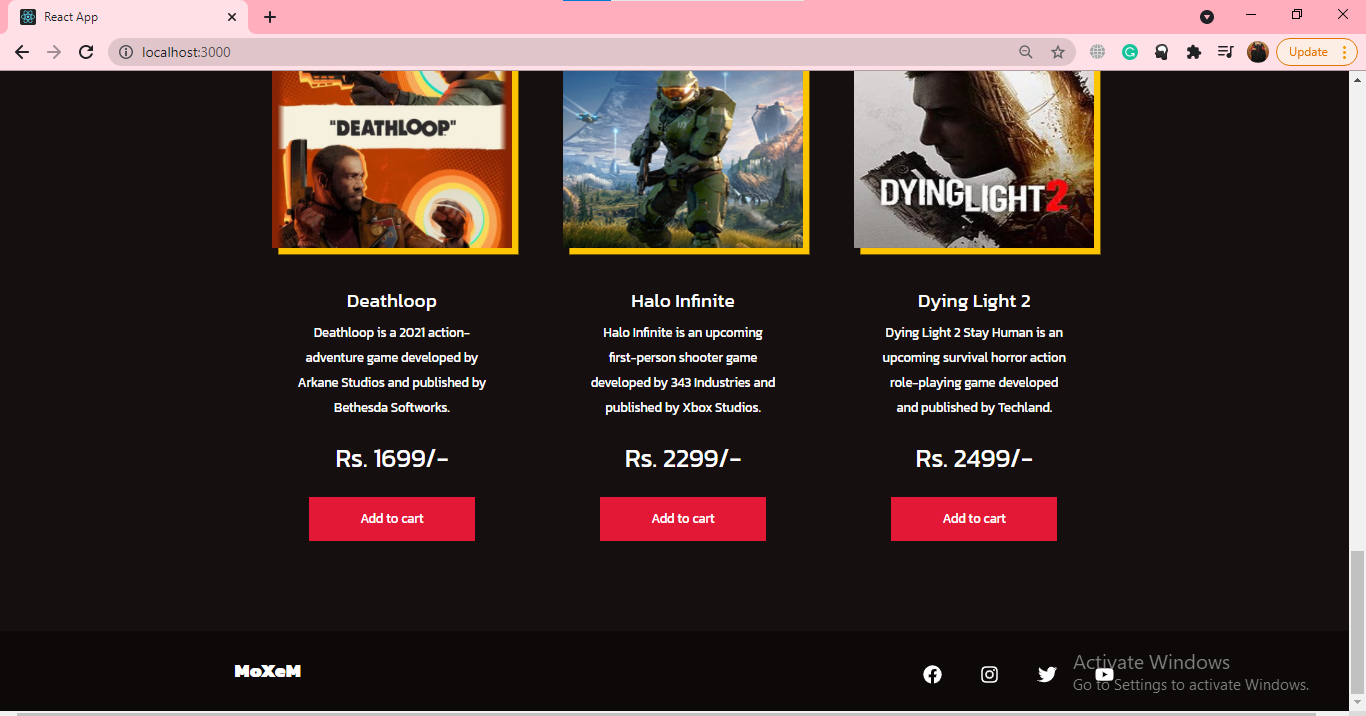 React App
localhost:3000
Update
"DEATHLOOP"
DYING LIGHT 2
Deathloop
Deathloop is a 2021 action-
adventure game developed by
Arkane Studios and published by
Bethesda Softworks.
Rs. 1699/-
Add to cart
Halo Infinite
Halo Infinite is an upcoming
first-person shooter game
developed by 343 Industries and
published by Xbox Studios.
Rs. 2299/-
Add to cart
Dying Light 2
Dying Light 2 Stay Human is an
upcoming survival horror action
role-playing game developed
and published by Techland.
Rs. 2499/-
Add to cart
MoXeM
Activate Windows
Go to Settings to activate Windows.